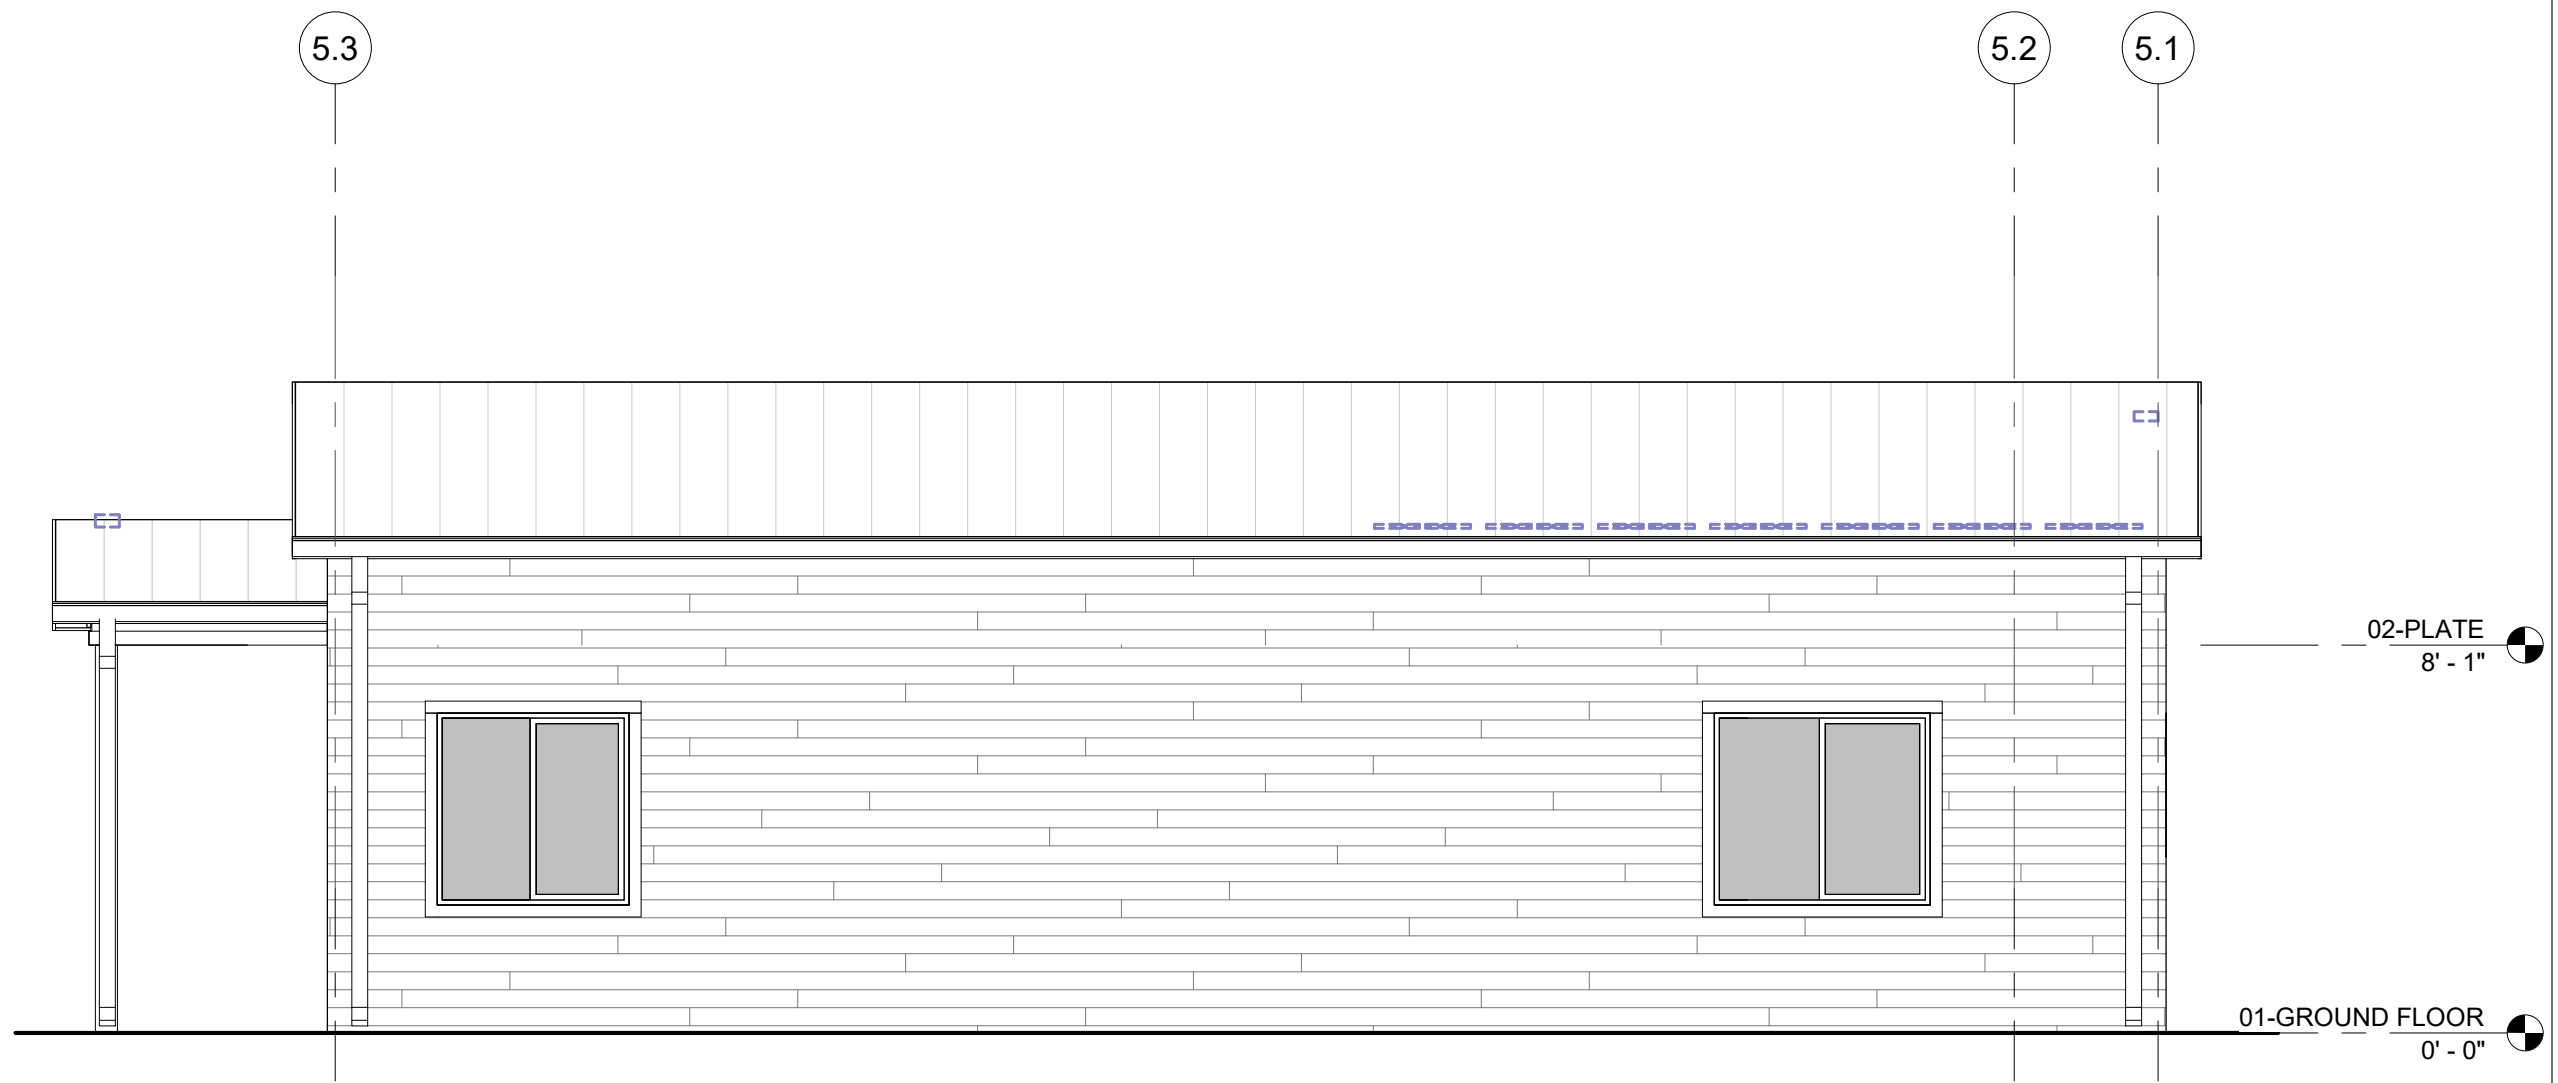 5.3
5.2
5.1
02-PLATE
8' - 1"
01-GROUND FLOOR
0' - 0"